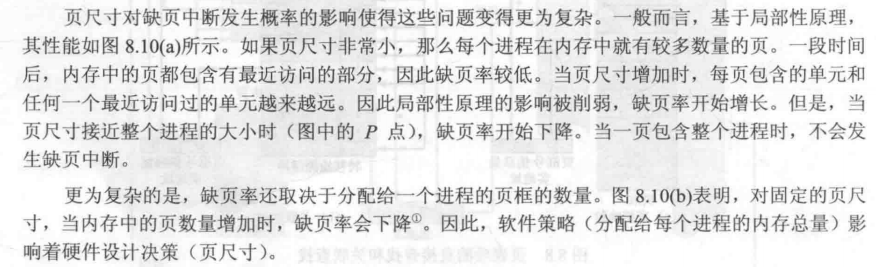 页尺寸对缺页中断发生概率的影响使得这些问题变得更为复杂。一般而言，基于局部性原理，
其性能如图 8.10(a)所示。如果页尺寸非常小，那么每个进程在内存中就有较多数量的页。一段时间
后，内存中的页都包含有最近访问的部分，因此缺页率较低。当页尺寸增加时，每页包含的单元和
任何一个最近访问过的单元越来越远。因此局部性原理的影响被削弱，缺页率开始增长。但是，当
页尺寸接近整个进程的大小时（图中的 P 点），缺页率开始下降。当一页包含整个进程时，不会发
生缺页中断。
更为复杂的是，缺页率还取决于分配给一个进程的页框的数量。图 8.10(b)表明，对固定的页尺
寸，当内存中的页数量增加时，缺页率会下降①。因此，软件策略（分配给每个进程的内存总量）影
响着硬件设计决策（页尺寸）。